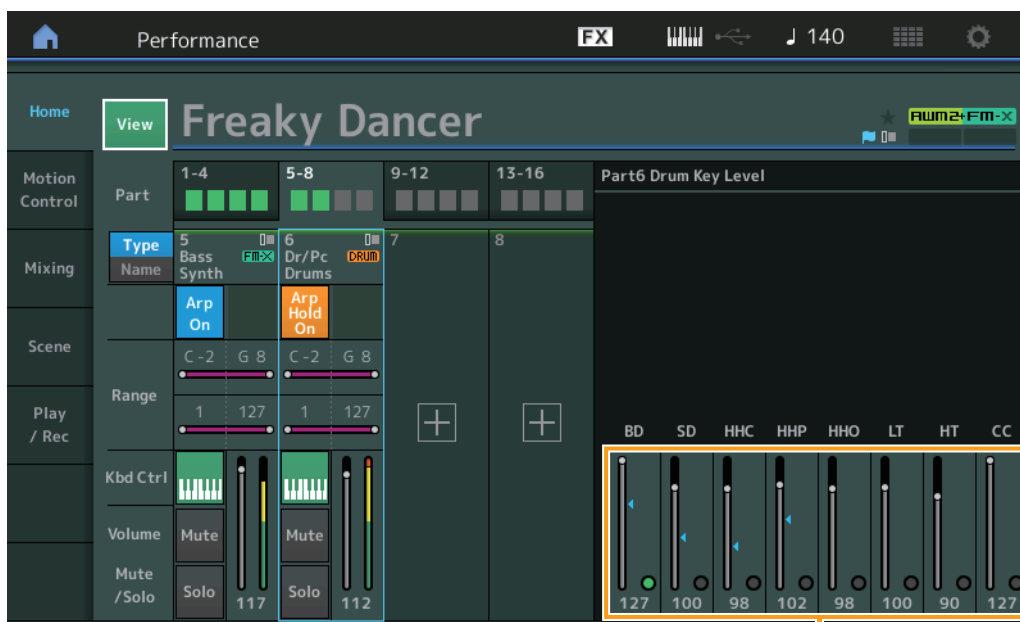 Performance
FX
140
Home
View
Freaky Dancer
AWM2+FM-X
Motion
Control
Part
1-4
5-8
9-12
13-16
Part6 Drum Key Level
Mixing
Type
Name
5
Bass
Synth
FM-X
6
Dr/Pc
Drums
DRUM
7
8
Arp
On
Arp
Hold
On
Scene
Range
C -2 G 8 C -2 G 8
1 127 1 127
Play
/ Rec
BD SD HHC HHP HHO LT HT CC
Kbd Ctrl
Volume
Mute Mute
Mute
/Solo
Solo 117 Solo 112
127 100 98 102 98 100 90 127